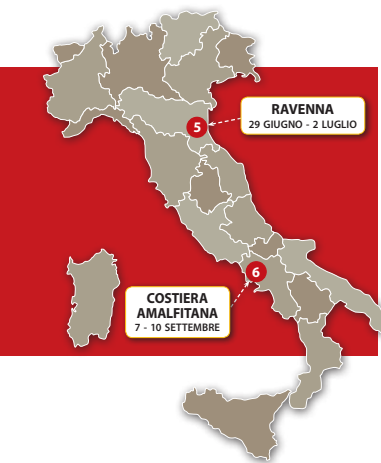 5
RAVENNA
29 GIUGNO - 2 LUGLIO
6
COSTIERA
AMALFITANA
7 - 10 SETTEMBRE